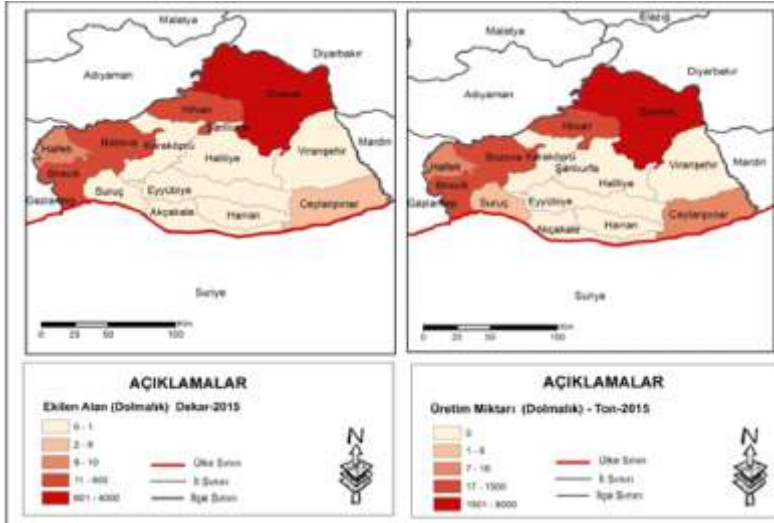 Malatya
Diyarbakır
Adıyaman
Hilvan
Siverek
Şanlıurfa
Halfeti
Bozova
Karaköprü
Mardin
Viranşehir
Haliliye
Birecik
Suruç
Eyyübiye
Gaziantep
Ceylanpınar
Akçakale
Harran
Suriye
Km
0 25 50 100
AÇIKLAMALAR
Ekilen Alan (Dolmalık) Dekar-2015
0 - 1
2 - 8
11 - 600
601 - 4000
N
Ülke Sınırı
İl Sınırı
İlçe Sınırı
Elazığ
Malatya
Diyarbakır
Adıyaman
Hilvan
Siverek
Halfeti
Bozova
Karaköprü
Mardin
Viranşehir
Şanlıurfa
Haliliye
Birecik
Suruç
Eyyübiye
Gaziantep
Ceylanpınar
Akçakale
Harran
Suriye
Km
0 25 50 100
AÇIKLAMALAR
Üretim Miktarı (Dolmalık) - Ton-2015
0
1 - 6
7 - 16
17 - 1500
1501 - 8000
N
Ülke Sınırı
İl Sınırı
İlçe Sınırı